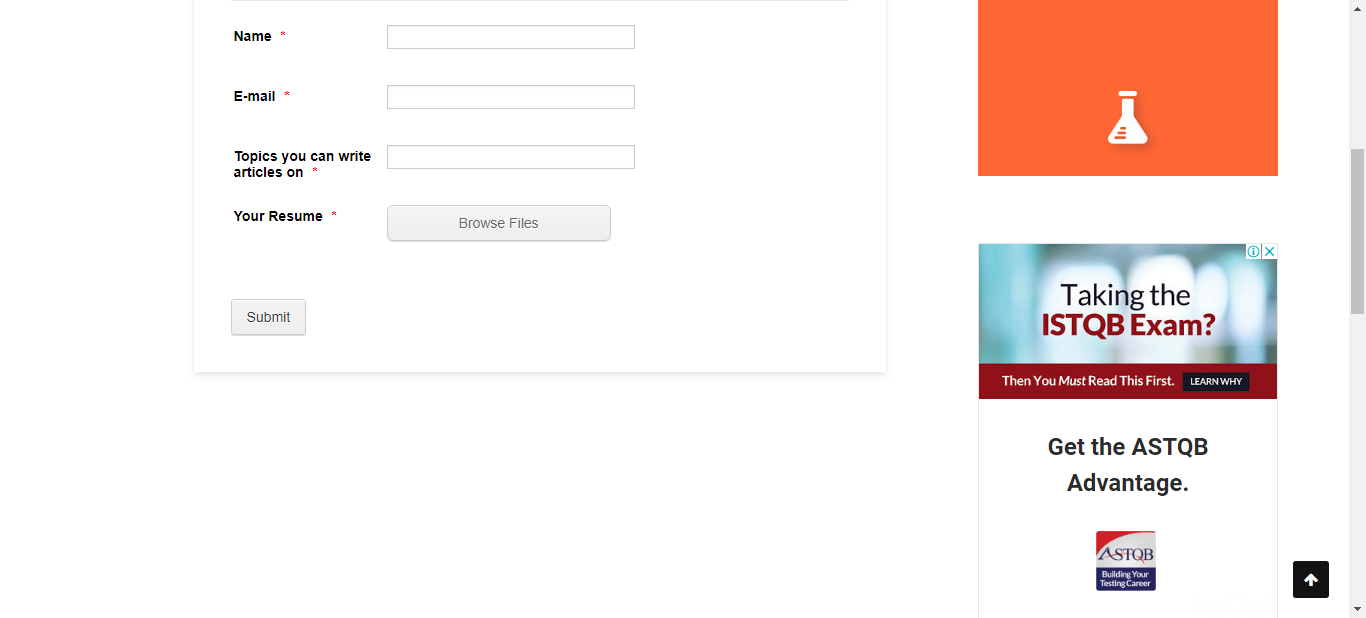 Name *
E-mail *
Topics you can write
articles on *
Your Resume *
Browse Files
Submit
Taking the
ISTQB Exam?
Then You Must Read This First. LEARN WHY
Get the ASTQB
Advantage.
ASTQB
Building Your
Testing Career